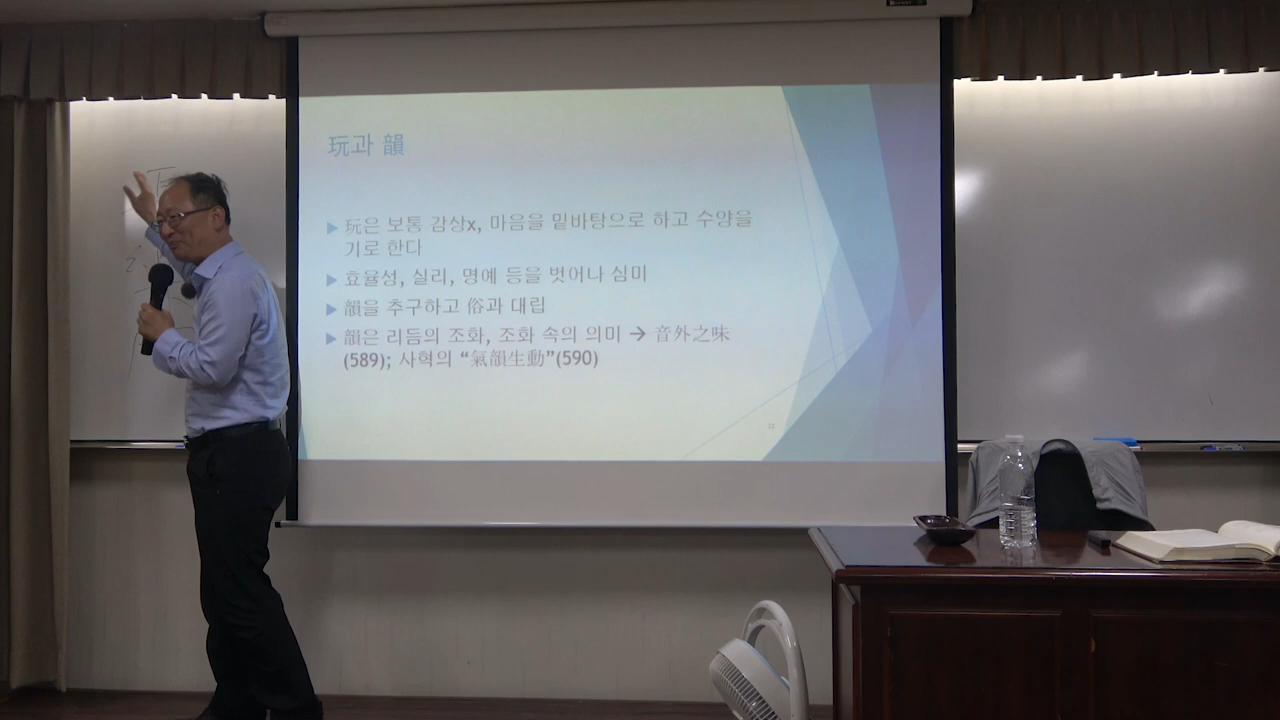 玩과 韻
玩은 보통 감상x, 마음을 밑바탕으로 하고 수양을
기로 한다
효율성, 실리, 명예 등을 벗어나 심미
韻을 추구하고 俗과 대립
韻은 리듬의 조화, 조화 속의 의미 → 音外之味
(589); 사혁의 “氣韻生動”(590)